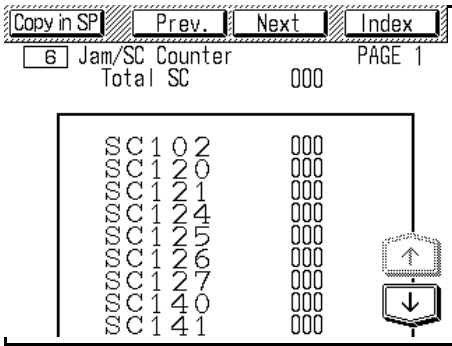 Copy in SP Prev. Next Index
6 Jam/SC Counter PAGE 1
Total SC 000
SC102 000
SC120 000
SC121 000
SC124 000
SC125 000
SC126 000
SC127 000
SC140 000
SC141 000